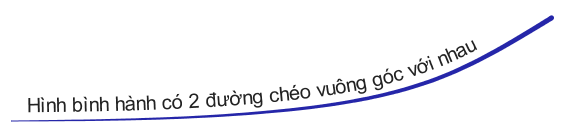 Hình bình hành có 2 đường chéo vuông góc với nhau